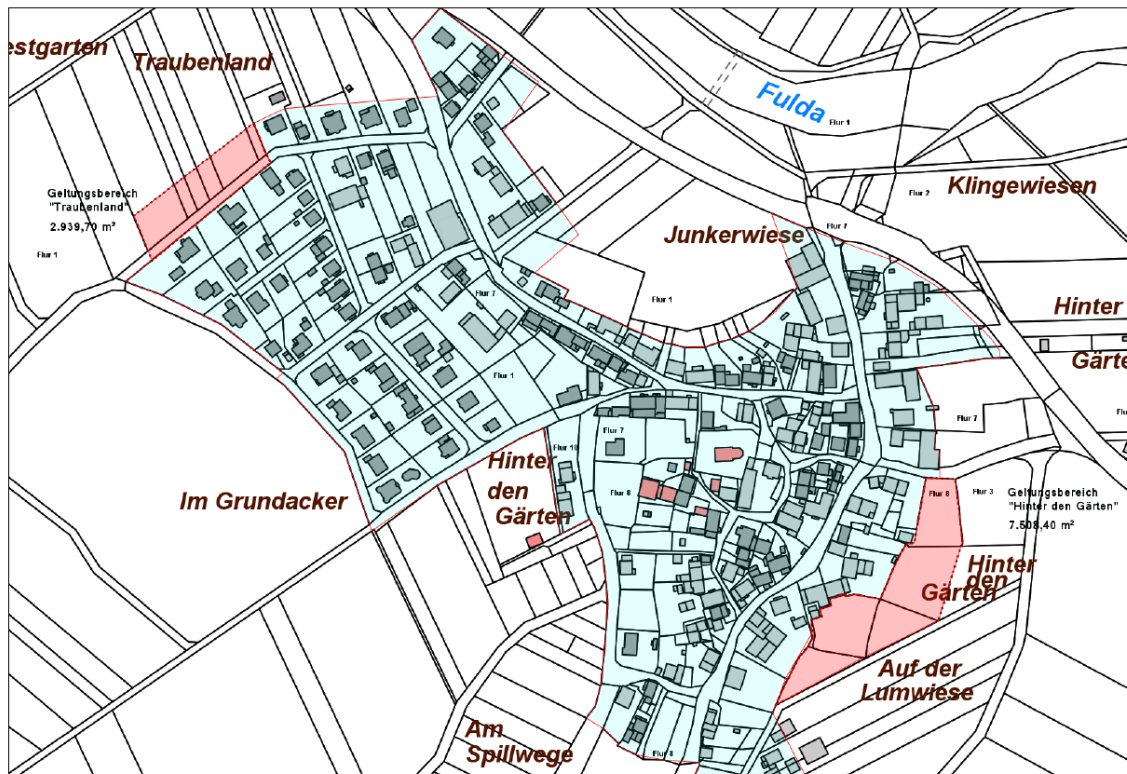 estgarten
Traubenland
Fulda
Flur 1
Klingewiesen
Flur 2
Geltungsbereich
"Traubenland"
2.939,70 m²
Flur 1
Junkerwiese
Flur 7
Flur 7
Flur 1
Hinter
Gärte
Flur 1
Flur 7
Flur 7
Flur 10
Hinter
den
Gärten
Im Grundacker
Flur 8
Flur 8
Flur 3
Geltungsbereich
"Hinter den Gärten"
7.508,40 m²
Hinter
den
Gärten
Auf der
Lumwiese
Am
Spillwege
Flur 8